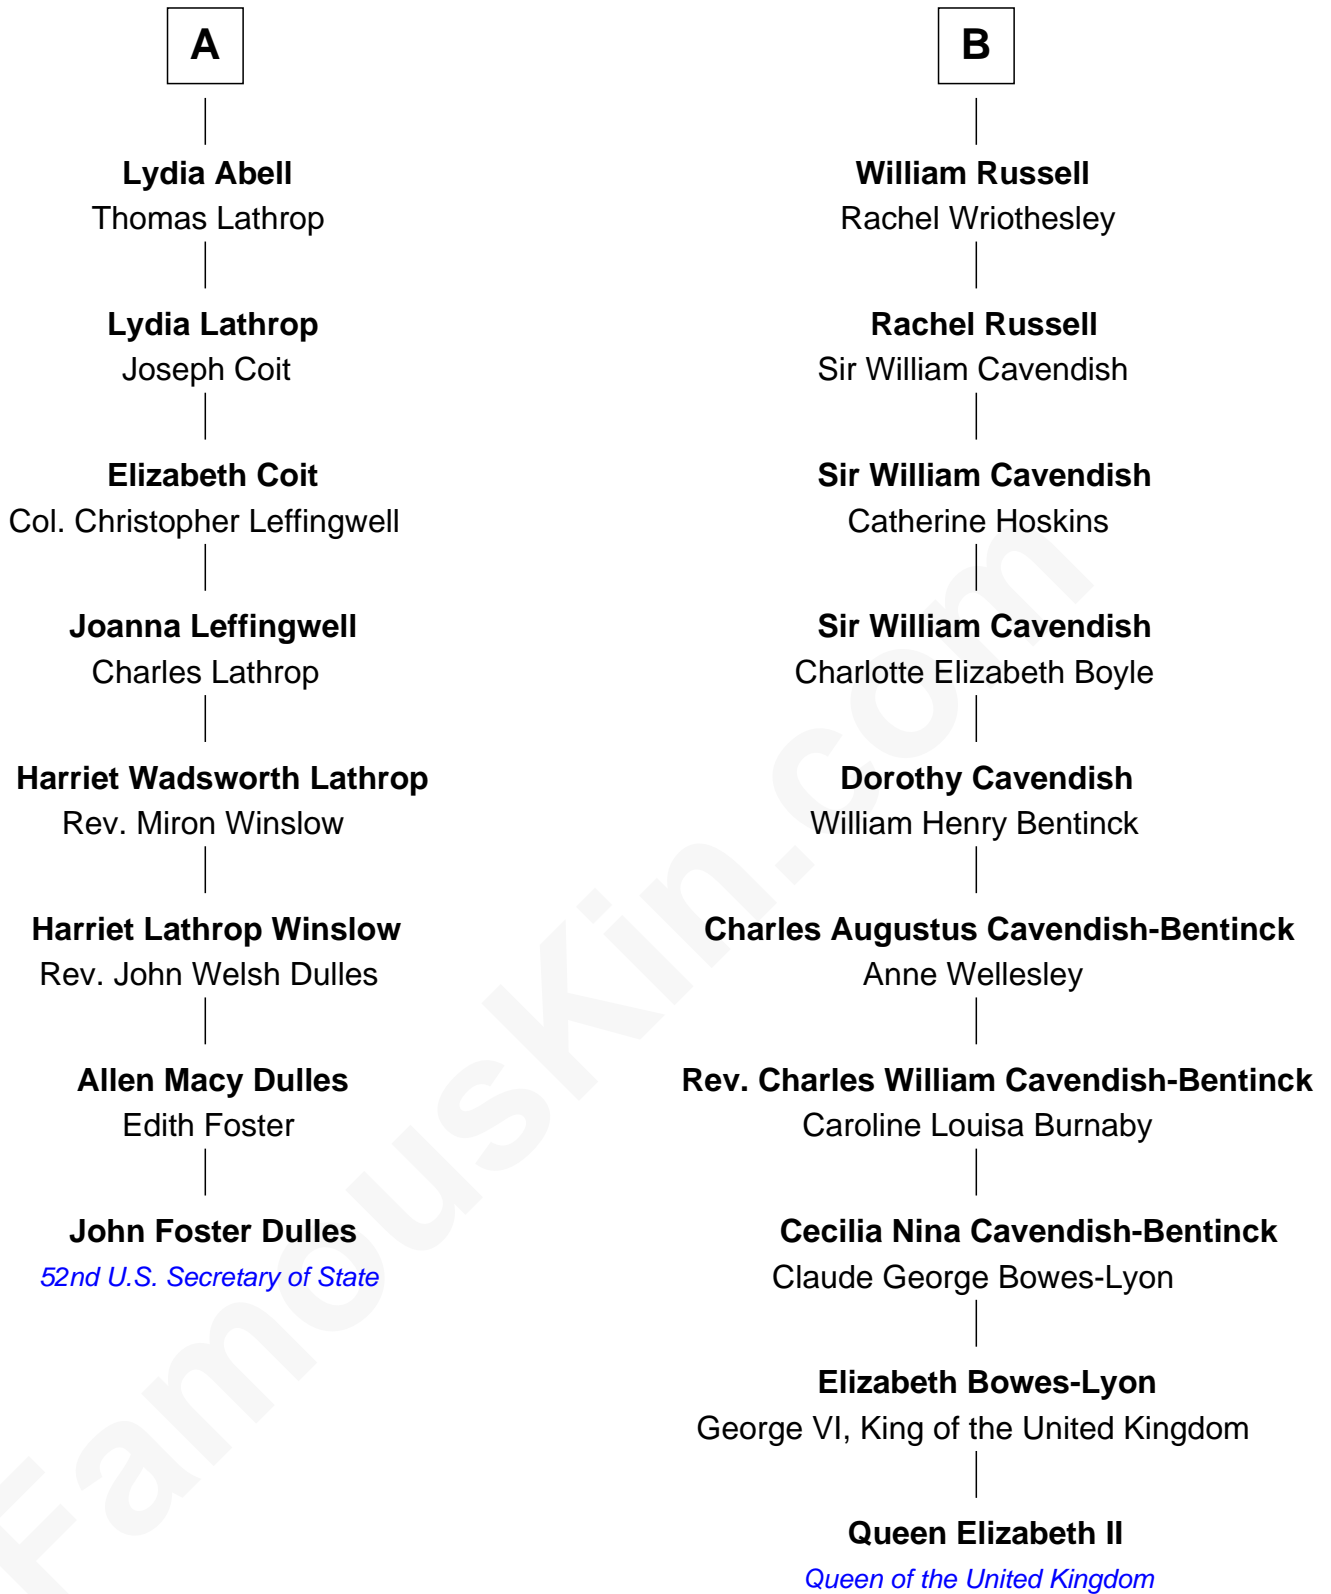 A
Lydia Abell
Thomas Lathrop
Lydia Lathrop
Joseph Coit
Elizabeth Coit
Col. Christopher Leffingwell
Joanna Leffingwell
Charles Lathrop
Harriet Wadsworth Lathrop
Rev. Miron Winslow
Harriet Lathrop Winslow
Rev. John Welsh Dulles
Allen Macy Dulles
Edith Foster
John Foster Dulles
52nd U.S. Secretary of State
B
William Russell
Rachel Wriothesley
Rachel Russell
Sir William Cavendish
Sir William Cavendish
Catherine Hoskins
Sir William Cavendish
Charlotte Elizabeth Boyle
Dorothy Cavendish
William Henry Bentinck
Charles Augustus Cavendish-Bentinck
Anne Wellesley
Rev. Charles William Cavendish-Bentinck
Caroline Louisa Burnaby
Cecilia Nina Cavendish-Bentinck
Claude George Bowes-Lyon
Elizabeth Bowes-Lyon
George VI, King of the United Kingdom
Queen Elizabeth II
Queen of the United Kingdom
FamousKin.com